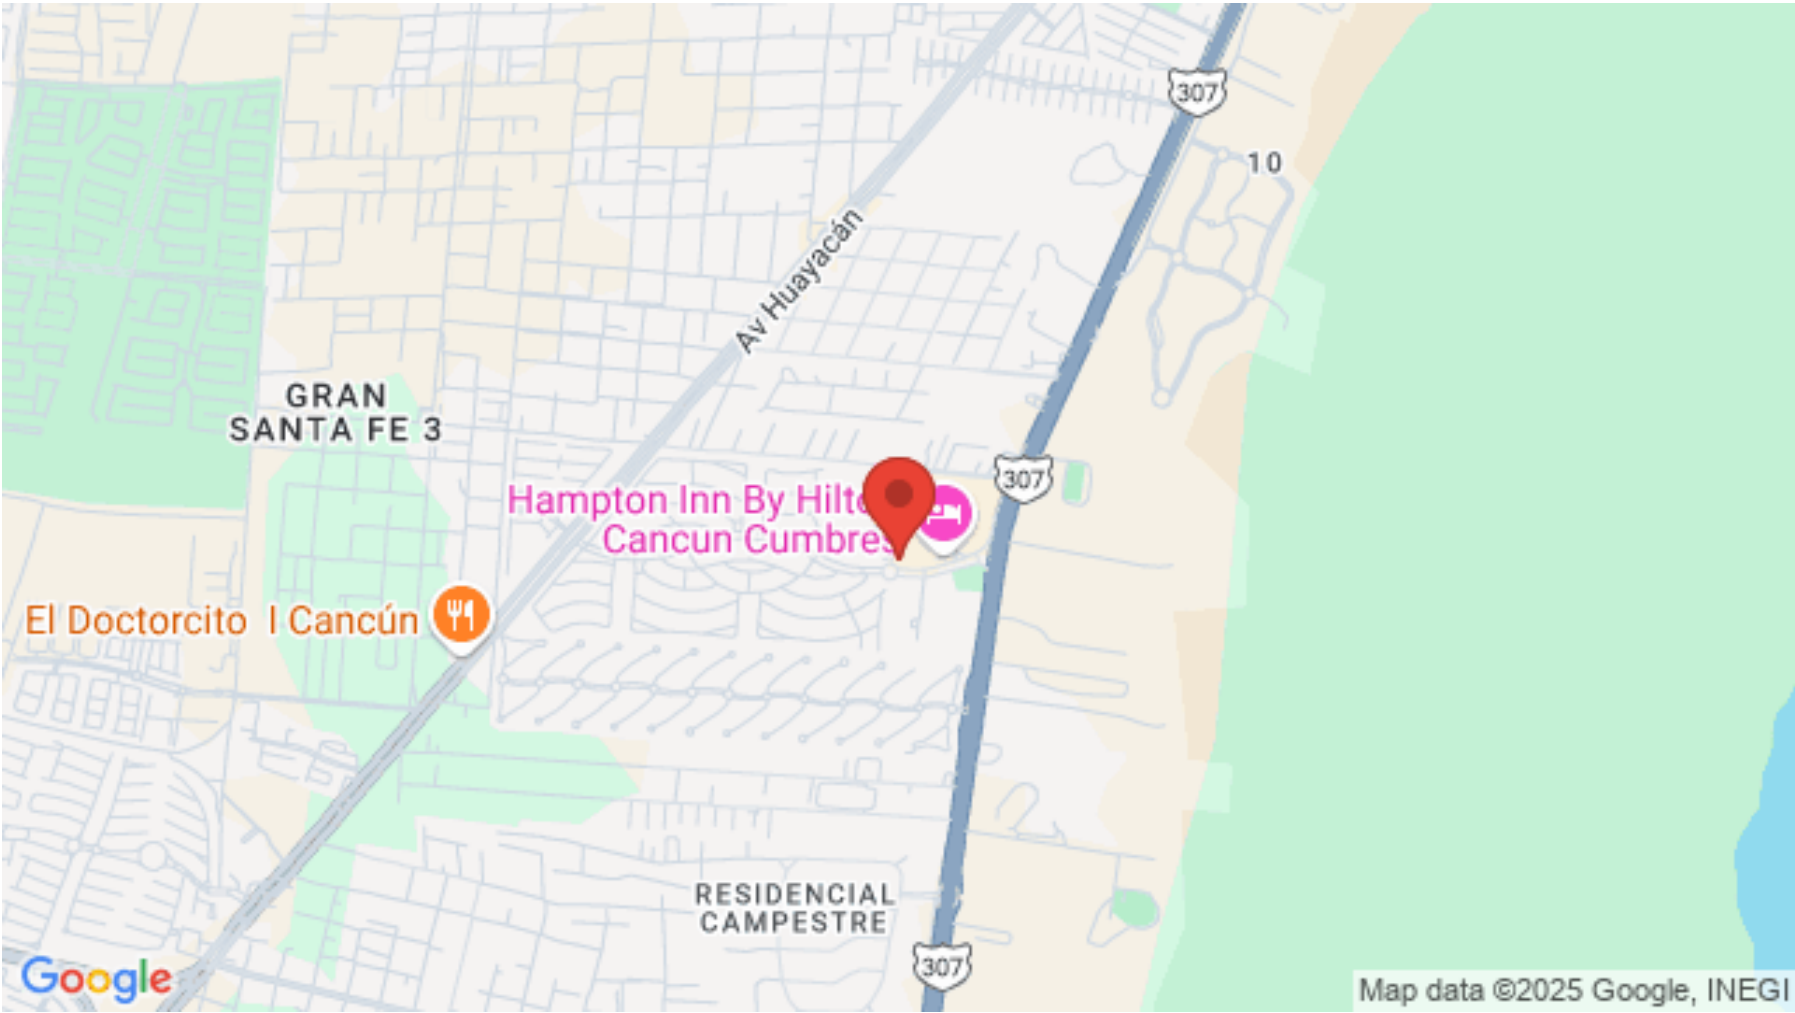 307
10
Av Huayacán
GRAN
SANTA FE 3
307
Hampton Inn By Hilto
Cancun Cumbres
El Doctorcito I Cancún
RESIDENCIAL
CAMPESTRE
307
Google
Map data ©2025 Google, INEGI